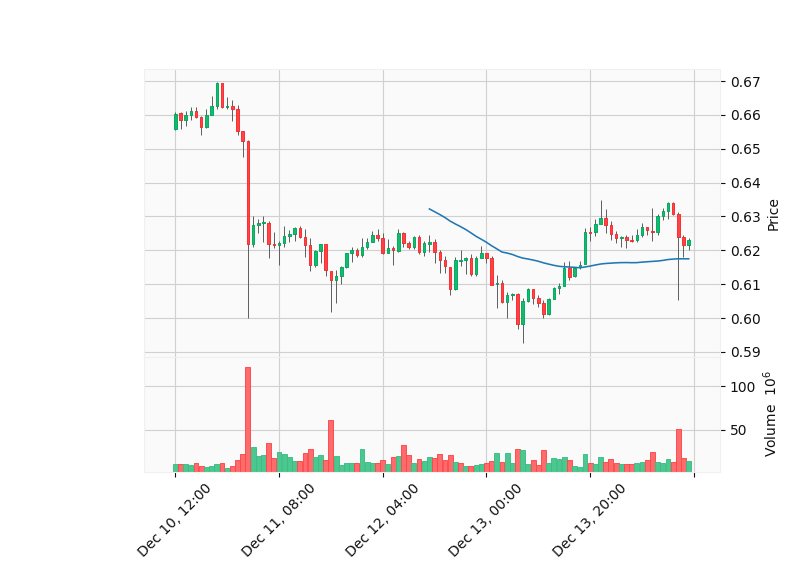 0.67
0.66
0.65
0.64
0.63
0.62
0.61
0.60
0.59
Price
100
50
Volume 10⁶
Dec 10, 12:00
Dec 11, 08:00
Dec 12, 04:00
Dec 13, 00:00
Dec 13, 20:00